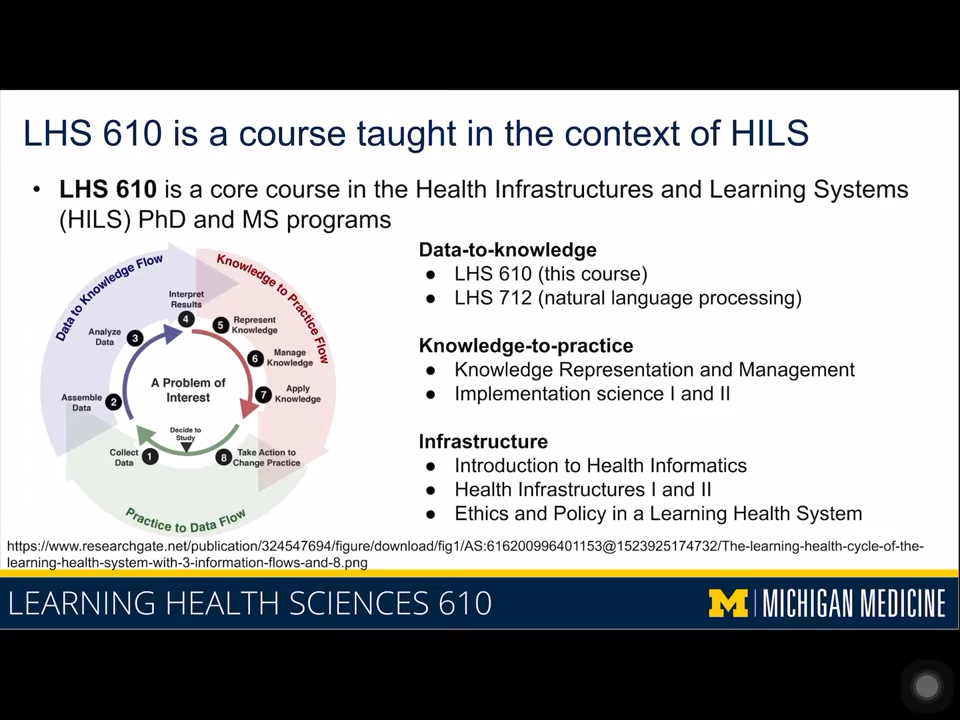 LHS 610 is a course taught in the context of HILS
• LHS 610 is a core course in the Health Infrastructures and Learning Systems
(HILS) PhD and MS programs
Data to Knowledge Flow
Knowledge to Practice Flow
Practice to Data Flow
A Problem of
Interest
Decide to
Study
1
Collect
Data
2
Assemble
Data
3
Analyze
Data
Interpret
Results
4
5
Represent
Knowledge
6
Manage
Knowledge
7
Apply
Knowledge
8
Take Action to
Change Practice
Data-to-knowledge
● LHS 610 (this course)
● LHS 712 (natural language processing)
Knowledge-to-practice
● Knowledge Representation and Management
● Implementation science I and II
Infrastructure
● Introduction to Health Informatics
● Health Infrastructures I and II
● Ethics and Policy in a Learning Health System
https://www.researchgate.net/publication/324547694/figure/download/fig1/AS:616200996401153@1523925174732/The-learning-health-cycle-of-the-
learning-health-system-with-3-information-flows-and-8.png
LEARNING HEALTH SCIENCES 610
M | MICHIGAN MEDICINE